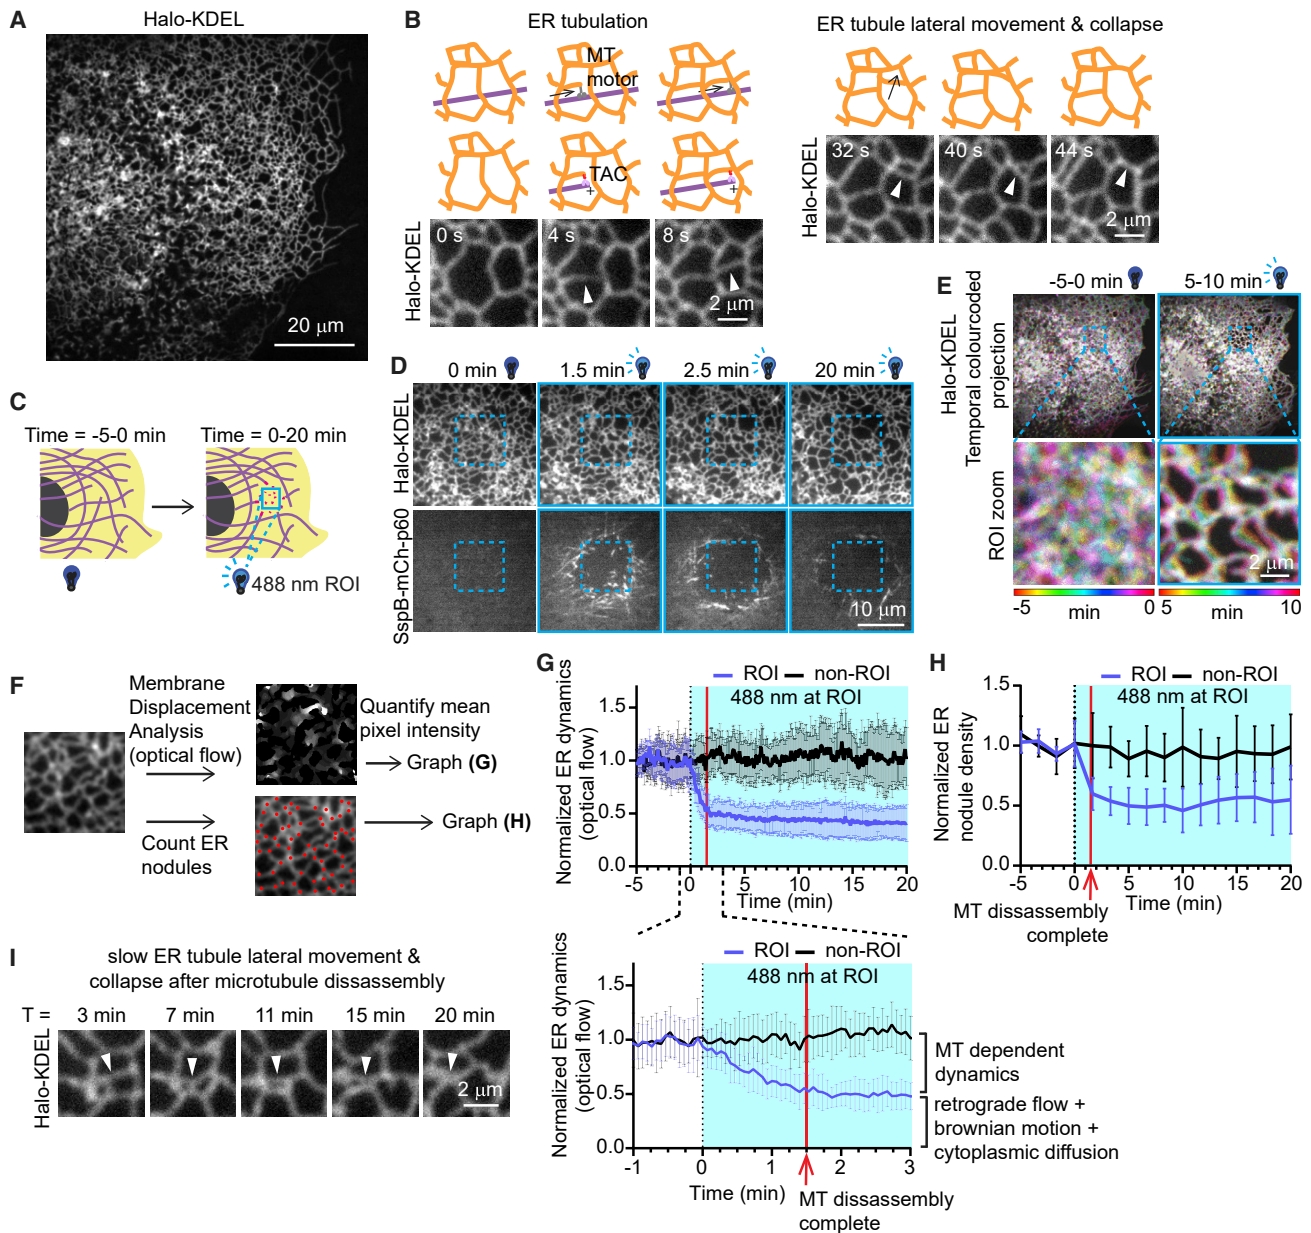 A
Halo-KDEL
20 μm
B
ER tubulation
MT
motor
TAC
+
+
Halo-KDEL
0 s
4 s
8 s
2 μm
ER tubule lateral movement & collapse
Halo-KDEL
32 s
40 s
44 s
2 μm
C
Time = -5-0 min
Time = 0-20 min
488 nm ROI
D
0 min
1.5 min
2.5 min
20 min
Halo-KDEL
SspB-mCh-p60
10 μm
E
-5-0 min
5-10 min
Halo-KDEL
Temporal colourcoded
projection
ROI zoom
2 μm
-5
min
0
5
min
10
F
Membrane
Displacement
Analysis
(optical flow)
Quantify mean
pixel intensity
Graph (G)
Count ER
nodules
Graph (H)
G
ROI
non-ROI
488 nm at ROI
Normalized ER dynamics
(optical flow)
1.5
1.0
0.5
0.0
-5
0
5
10
15
20
Time (min)
ROI
non-ROI
488 nm at ROI
Normalized ER dynamics
(optical flow)
1.5
1.0
0.5
0.0
-1
0
1
2
3
Time (min)
MT dissassembly
complete
MT dependent
dynamics
retrograde flow +
brownian motion +
cytoplasmic diffusion
H
ROI
non-ROI
488 nm at ROI
Normalized ER
nodule density
1.5
1.0
0.5
0.0
-5
0
5
10
15
20
Time (min)
MT dissassembly
complete
I
slow ER tubule lateral movement &
collapse after microtubule disassembly
T =
3 min
7 min
11 min
15 min
20 min
Halo-KDEL
2 μm